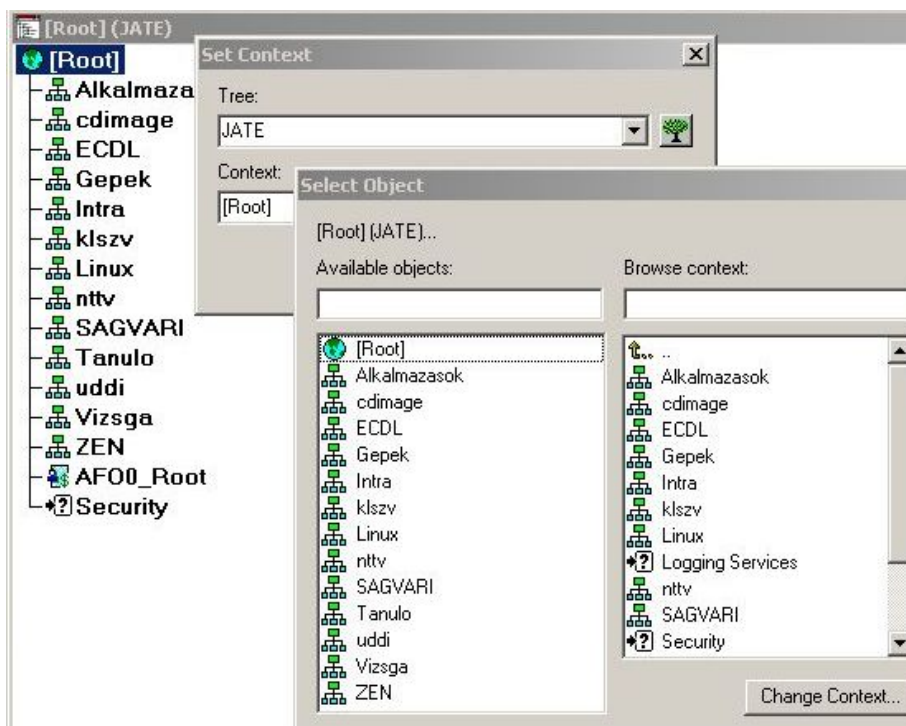 [Root] (JATE)
[Root]
Alkalmaza
cdimage
ECDL
Gepek
Intra
klszv
Linux
nttv
SAGVARI
Tanulo
uddi
Vizsga
ZEN
AFO0_Root
Security
Set Context
Tree:
JATE
Context:
[Root]
Select Object
[Root] (JATE)...
Available objects:
[Root]
Alkalmazasok
cdimage
ECDL
Gepek
Intra
klszv
Linux
nttv
SAGVARI
Tanulo
uddi
Vizsga
ZEN
Browse context:
..
Alkalmazasok
cdimage
ECDL
Gepek
Intra
klszv
Linux
Logging Services
nttv
SAGVARI
Security
Change Context...